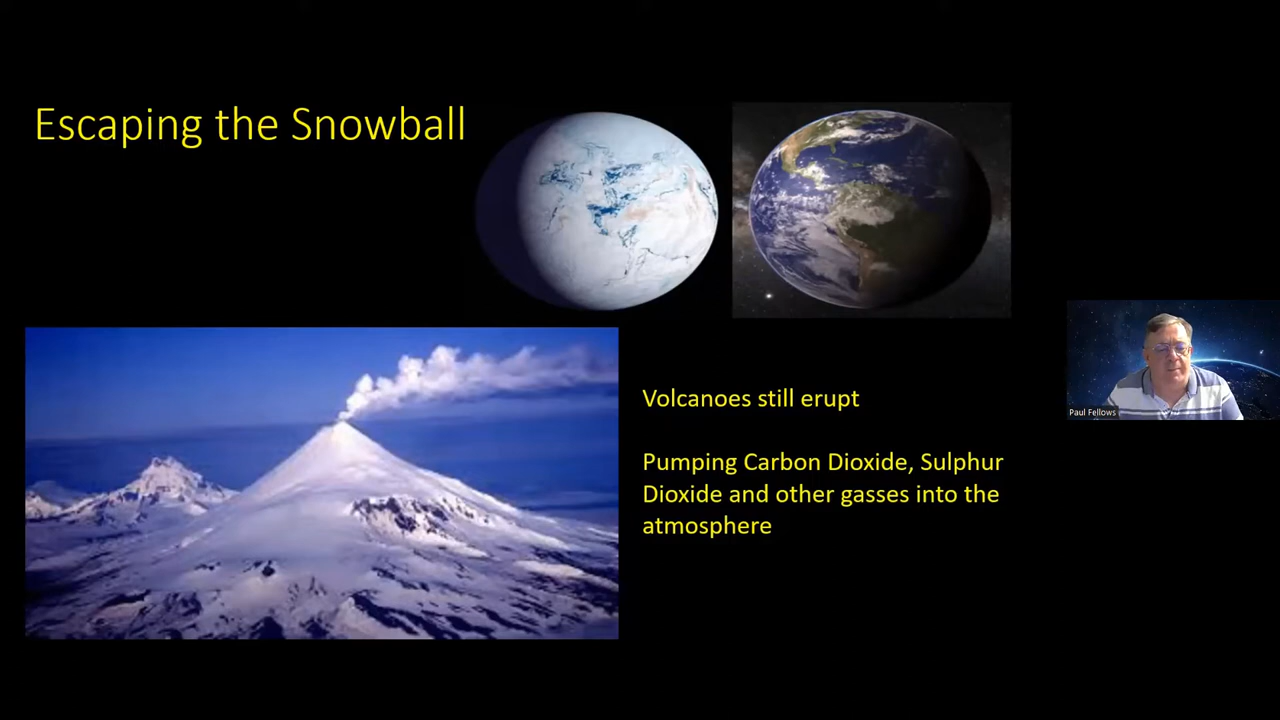 Escaping the Snowball
Volcanoes still erupt
Pumping Carbon Dioxide, Sulphur
Dioxide and other gasses into the
atmosphere
Paul Fellows